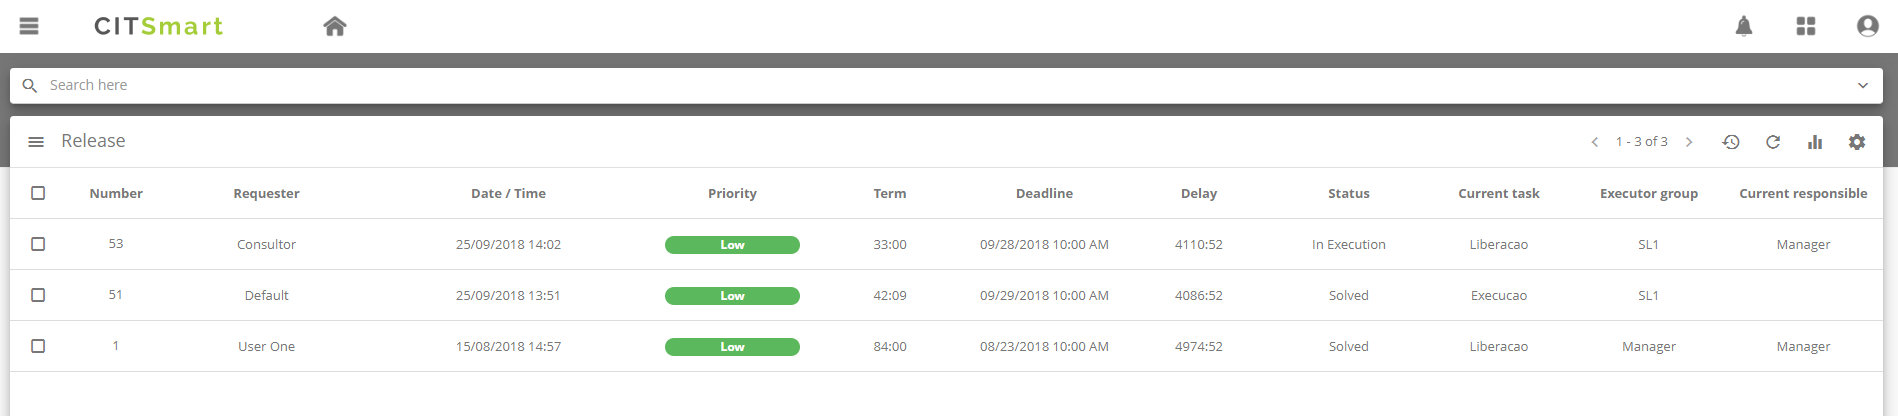 CITSmart
Search here
Release 1 - 3 of 3
Number Requester Date / Time Priority Term Deadline Delay Status Current task Executor group Current responsible
53 Consultor 25/09/2018 14:02 Low 33:00 09/28/2018 10:00 AM 4110:52 In Execution Liberacao SL1 Manager
51 Default 25/09/2018 13:51 Low 42:09 09/29/2018 10:00 AM 4086:52 Solved Execucao SL1
1 User One 15/08/2018 14:57 Low 84:00 08/23/2018 10:00 AM 4974:52 Solved Liberacao Manager Manager